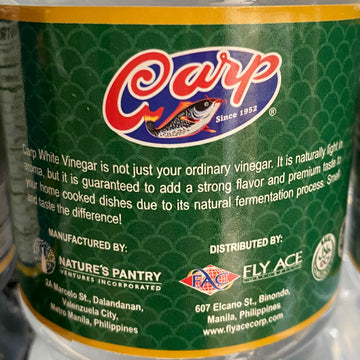 Carp
Since 1952
®
Carp White Vinegar is not just your ordinary vinegar. It is naturally light in
aroma, but it is guaranteed to add a strong flavor and premium taste to
your home cooked dishes due to its natural fermentation process. Smell
and taste the difference!
MANUFACTURED BY:
NATURE'S PANTRY
VENTURES INCORPORATED
2A Marcelo St., Dalandanan,
Valenzuela City,
Metro Manila, Philippines
DISTRIBUTED BY:
FAC
FLY ACE
607 Elcano St., Binondo,
Manila, Philippines
www.flyacecorp.com